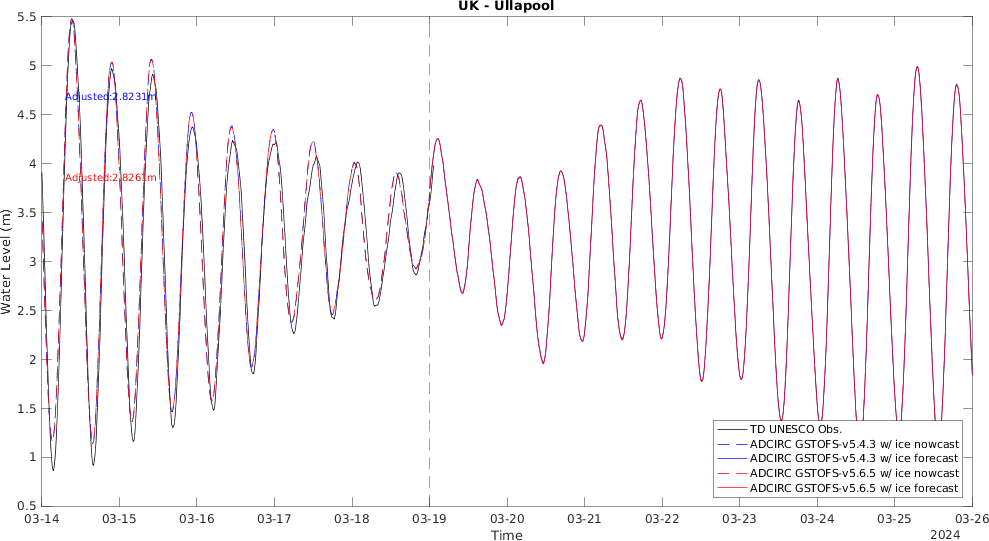 UK - Ullapool
5.5
5
4.5
4
3.5
3
2.5
2
1.5
1
0.5
Water Level (m)
Adjusted:2.8231m
Adjusted:2.8261m
TD UNESCO Obs.
ADCIRC GSTOFS-v5.4.3 w/ ice nowcast
ADCIRC GSTOFS-v5.4.3 w/ ice forecast
ADCIRC GSTOFS-v5.6.5 w/ ice nowcast
ADCIRC GSTOFS-v5.6.5 w/ ice forecast
03-14 03-15 03-16 03-17 03-18 03-19 03-20 03-21 03-22 03-23 03-24 03-25 03-26
Time
2024